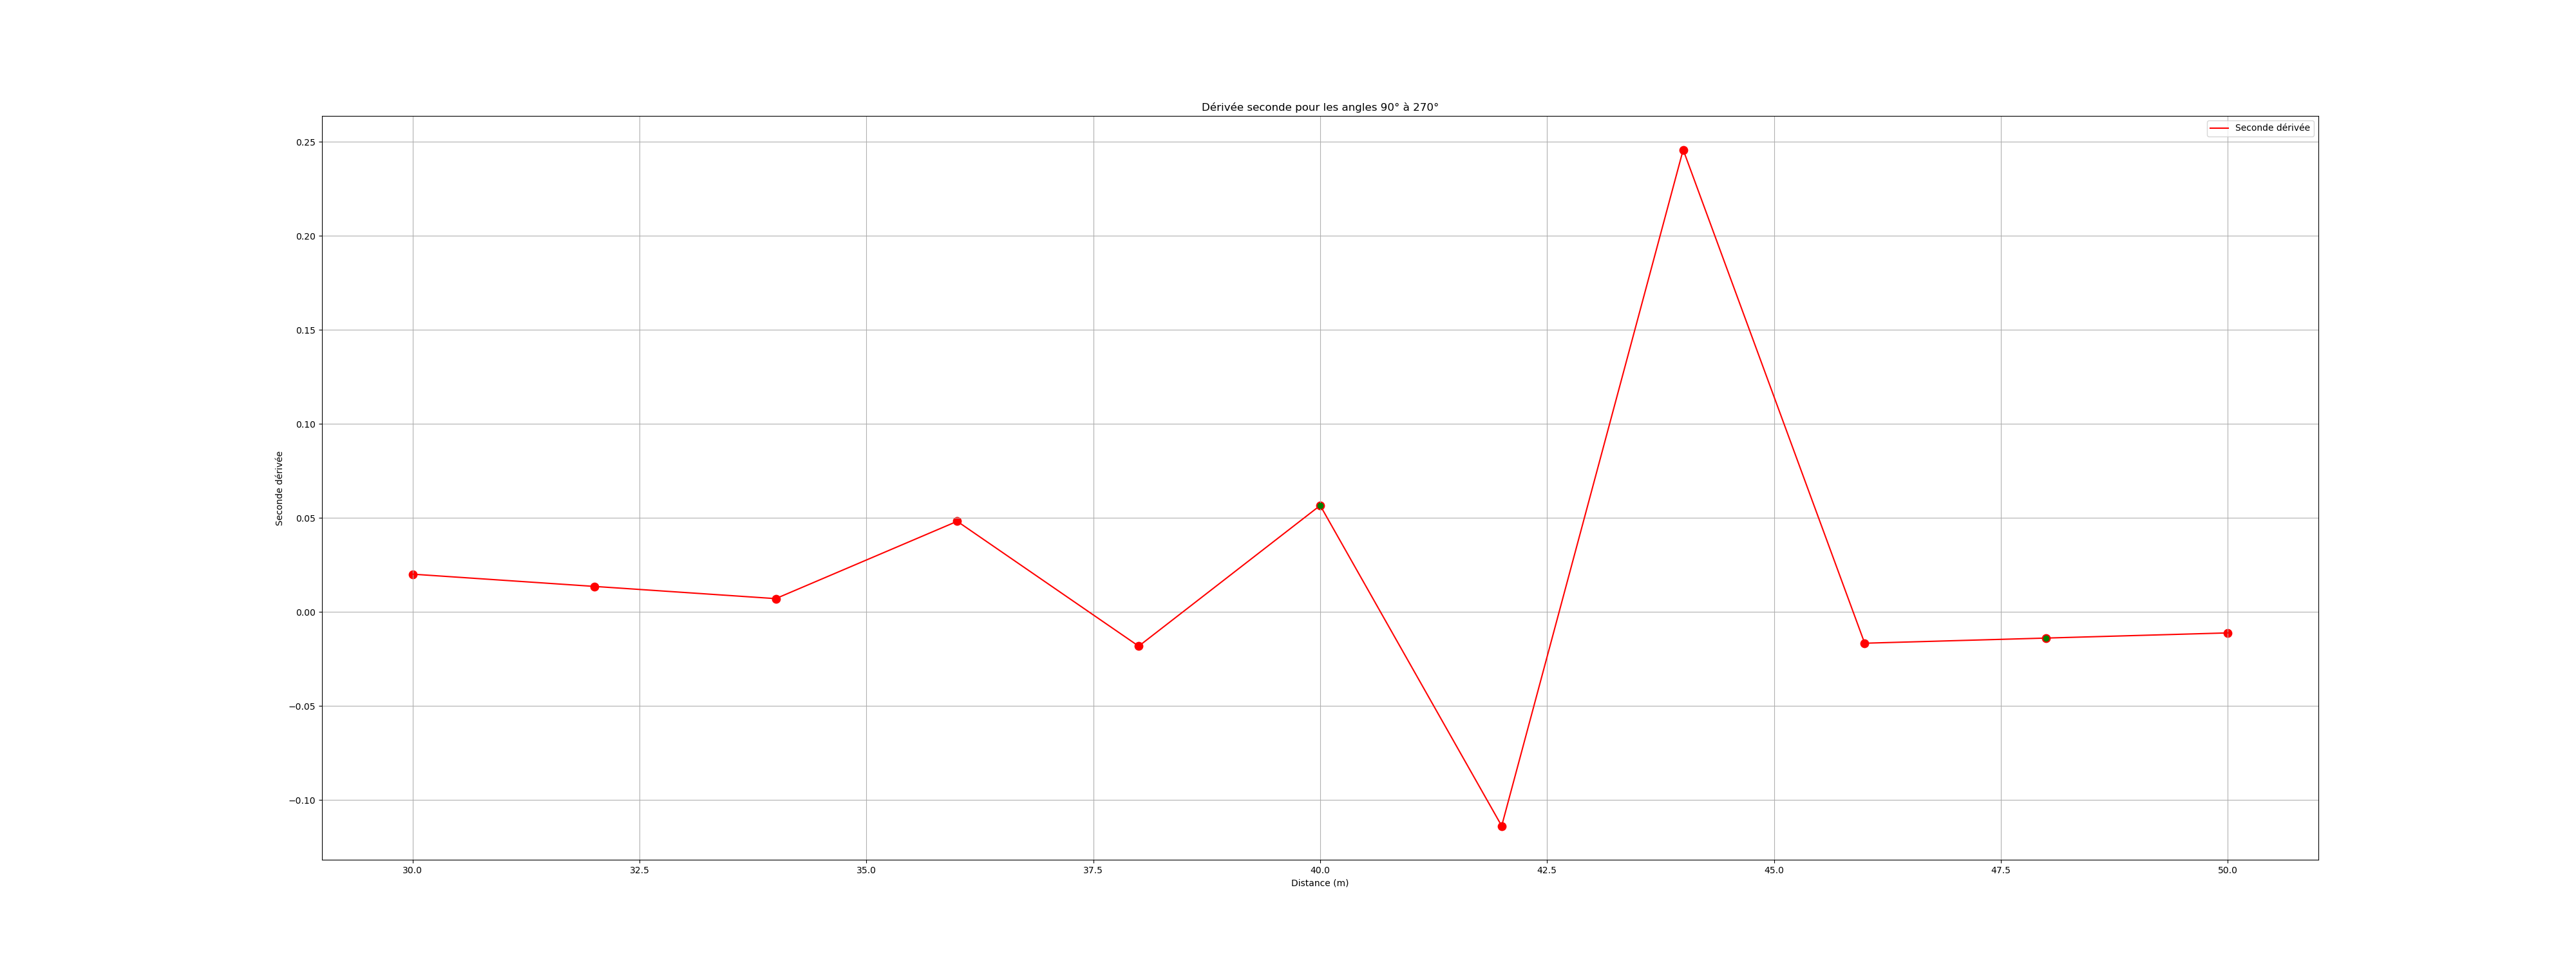 Dérivée seconde pour les angles 90° à 270°
Seconde dérivée
0.25
0.20
0.15
0.10
0.05
0.00
−0.05
−0.10
Seconde dérivée
30.0 32.5 35.0 37.5 40.0 42.5 45.0 47.5 50.0
Distance (m)